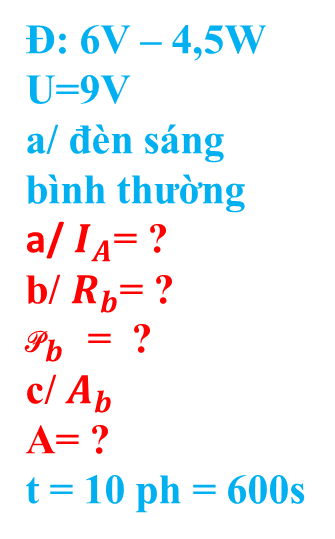 Đ: 6V – 4,5W
U=9V
a/ đèn sáng
bình thường
a/ I_A= ?
b/ R_b= ?
𝒫_b = ?
c/ A_b
A= ?
t = 10 ph = 600s